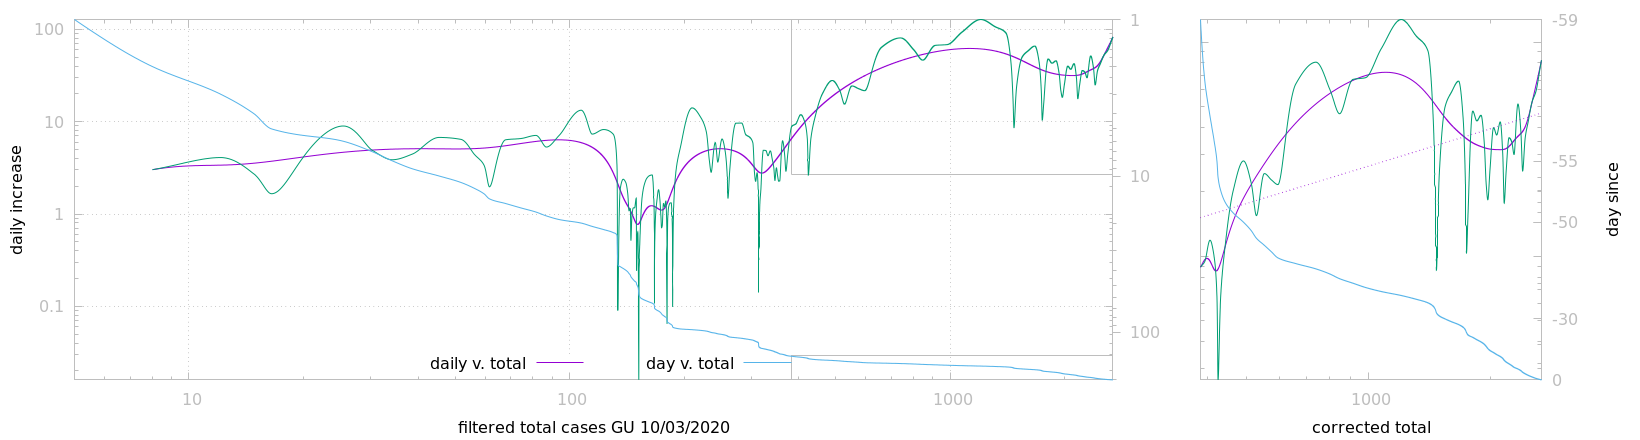 100
10
1
0.1
daily increase
10
100
1000
1
10
100
daily v. total
day v. total
filtered total cases GU 10/03/2020
1000
-59
-55
-50
-30
0
day since
corrected total